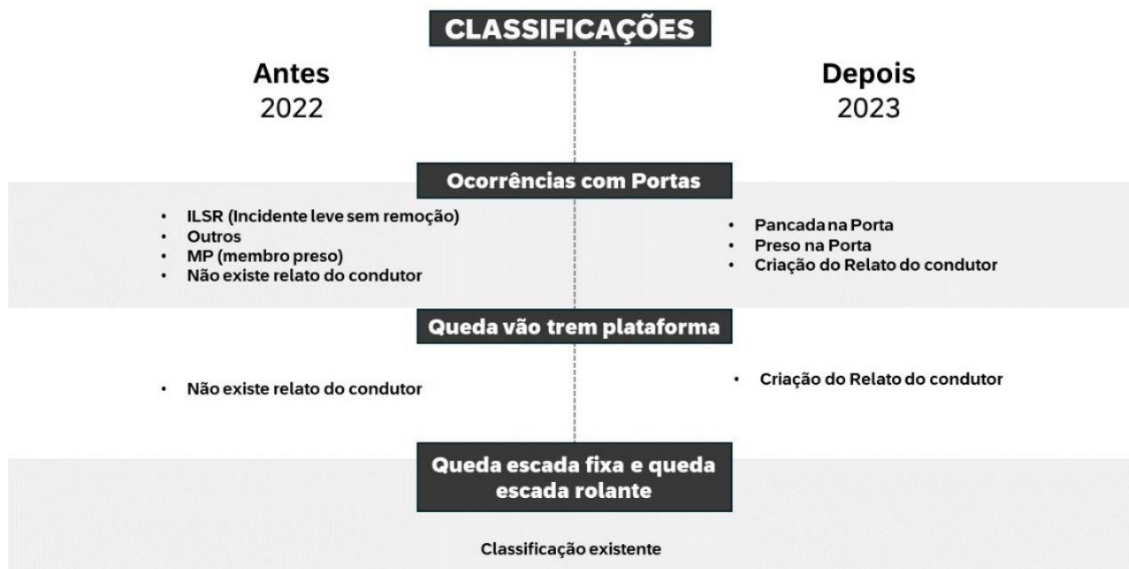 CLASSIFICAÇÕES
Antes
2022
Depois
2023
Ocorrências com Portas
• ILSR (Incidente leve sem remoção)
• Outros
• MP (membro preso)
• Não existe relato do condutor
• Pancada na Porta
• Preso na Porta
• Criação do Relato do condutor
Queda vão trem plataforma
• Não existe relato do condutor
• Criação do Relato do condutor
Queda escada fixa e queda
escada rolante
Classificação existente